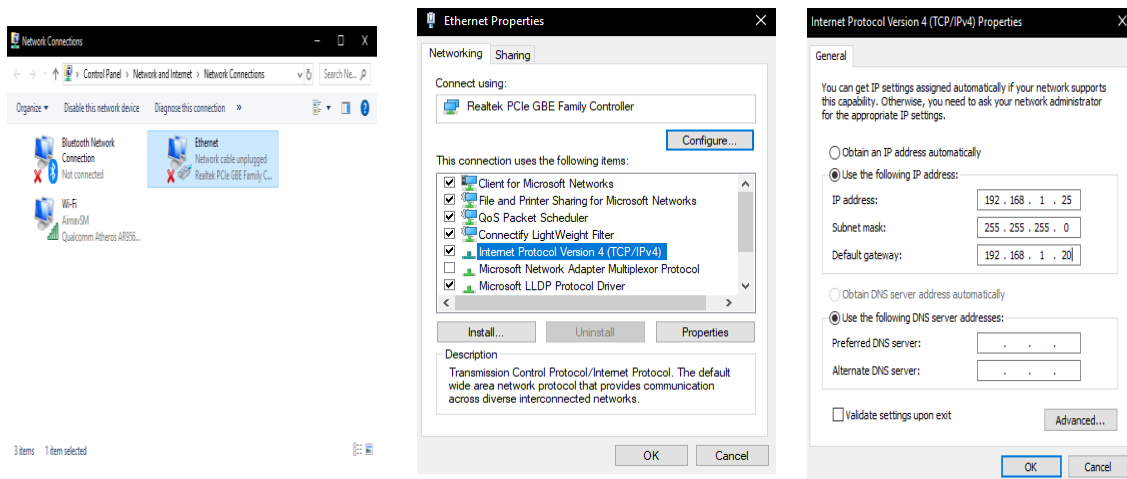 Network Connections
Control Panel > Network and Internet > Network Connections
Search Ne...
Organize
Disable this network device
Diagnose this connection
»
Bluetooth Network
Connection
Not connected
Ethernet
Network cable unplugged
Realtek PCIe GBE Family C...
Wi-Fi
AirnavSM
Qualcomm Atheros AR956...
3 items
1 item selected
Ethernet Properties
Networking
Sharing
Connect using:
Realtek PCIe GBE Family Controller
Configure...
This connection uses the following items:
Client for Microsoft Networks
File and Printer Sharing for Microsoft Networks
QoS Packet Scheduler
Connectify LightWeight Filter
Internet Protocol Version 4 (TCP/IPv4)
Microsoft Network Adapter Multiplexor Protocol
Microsoft LLDP Protocol Driver
Install...
Uninstall
Properties
Description
Transmission Control Protocol/Internet Protocol. The default
wide area network protocol that provides communication
across diverse interconnected networks.
OK
Cancel
Internet Protocol Version 4 (TCP/IPv4) Properties
General
You can get IP settings assigned automatically if your network supports
this capability. Otherwise, you need to ask your network administrator
for the appropriate IP settings.
Obtain an IP address automatically
Use the following IP address:
IP address:
192 . 168 . 1 . 25
Subnet mask:
255 . 255 . 255 . 0
Default gateway:
192 . 168 . 1 . 20
Obtain DNS server address automatically
Use the following DNS server addresses:
Preferred DNS server:
. . .
Alternate DNS server:
. . .
Validate settings upon exit
Advanced...
OK
Cancel